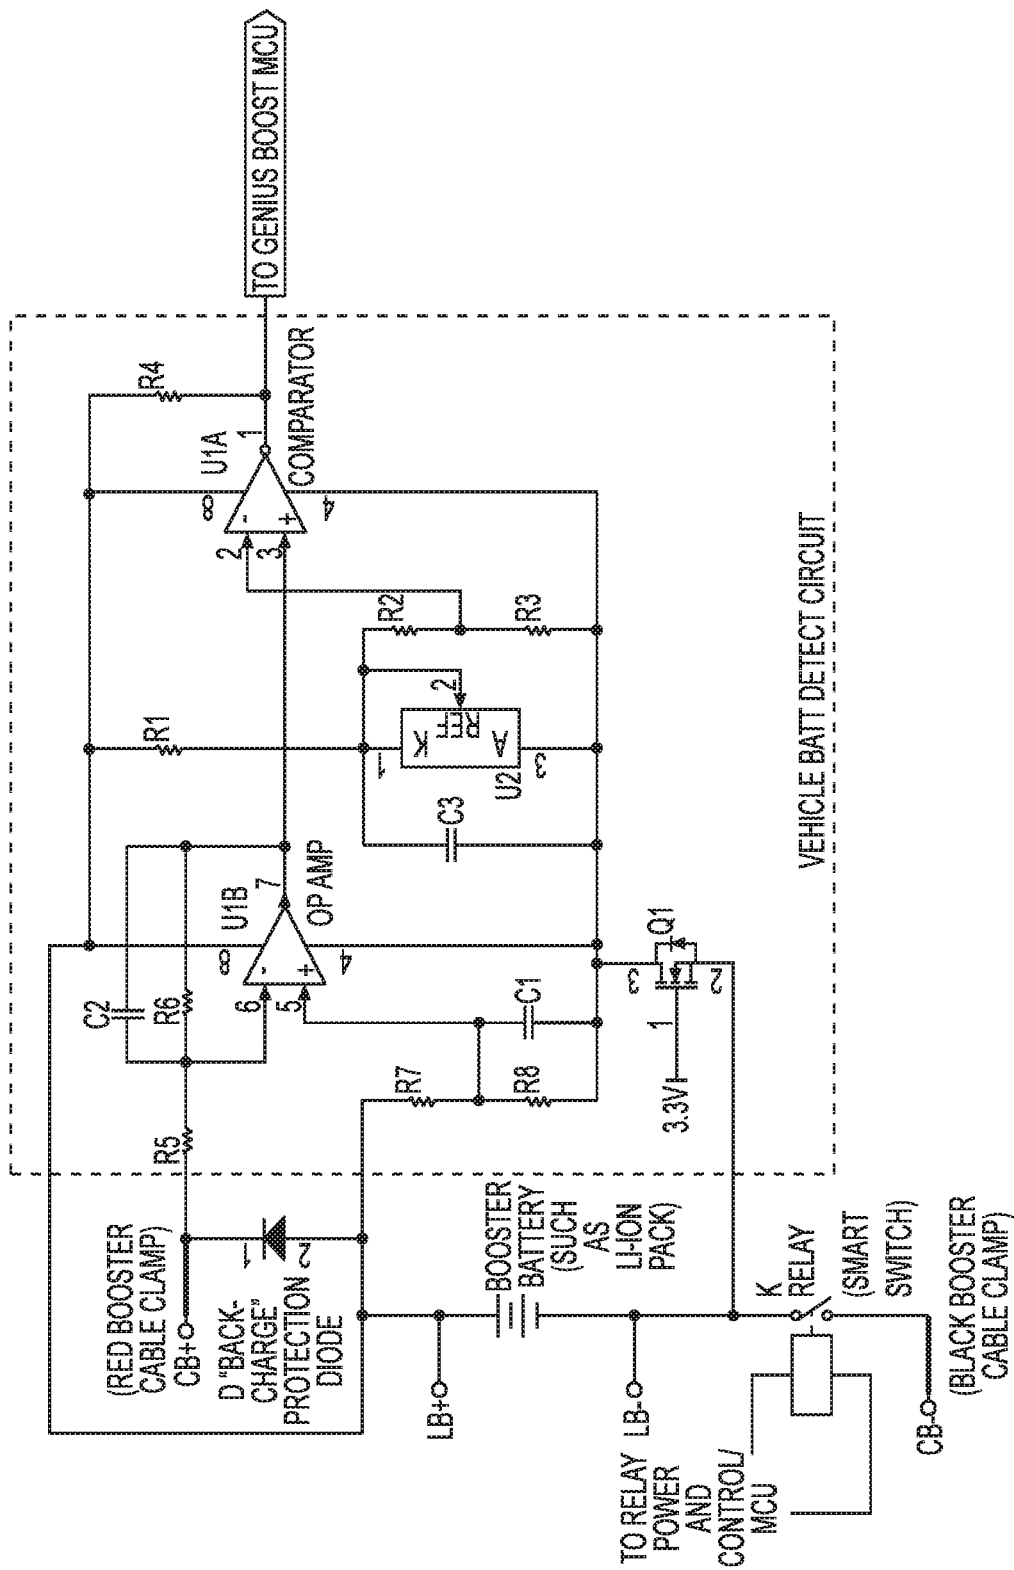 TO GENIUS BOOST MCU
R4
U1A
1
COMPARATOR
8
4
2
3
-
+
R1
R2
R3
2
1
K
REF
A
3
U2
C3
VEHICLE BATT DETECT CIRCUIT
U1B
7
OP AMP
8
4
6
5
-
+
C2
R6
C1
Q1
3
2
1
3.3V
R7
R8
R5
(RED BOOSTER
CABLE CLAMP)
CB+
1
2
D "BACK-
CHARGE"
PROTECTION
DIODE
BOOSTER
BATTERY
(SUCH
AS
LI-ION
PACK)
LB+
LB-
K
RELAY
(SMART
SWITCH)
TO RELAY
POWER
AND
CONTROL/
MCU
(BLACK BOOSTER
CABLE CLAMP)
CB-